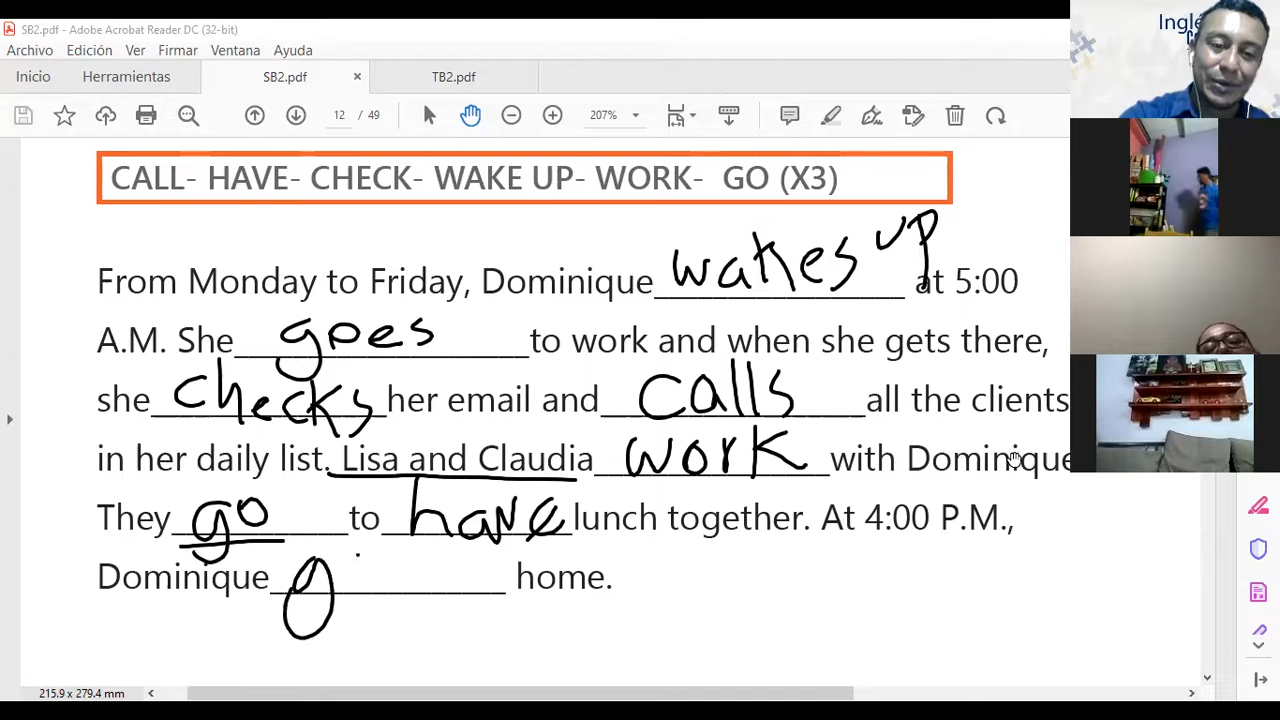 SB2.pdf - Adobe Acrobat Reader DC (32-bit)
Archivo Edición Ver Firmar Ventana Ayuda
Inicio Herramientas SB2.pdf × TB2.pdf
12 / 49 207%
CALL- HAVE- CHECK- WAKE UP- WORK- GO (X3)
From Monday to Friday, Dominique wakes up at 5:00
A.M. She goes to work and when she gets there,
she checks her email and calls all the clients
in her daily list. Lisa and Claudia work with Dominique
They go to have lunch together. At 4:00 P.M.,
Dominique g home.
215.9 x 279.4 mm